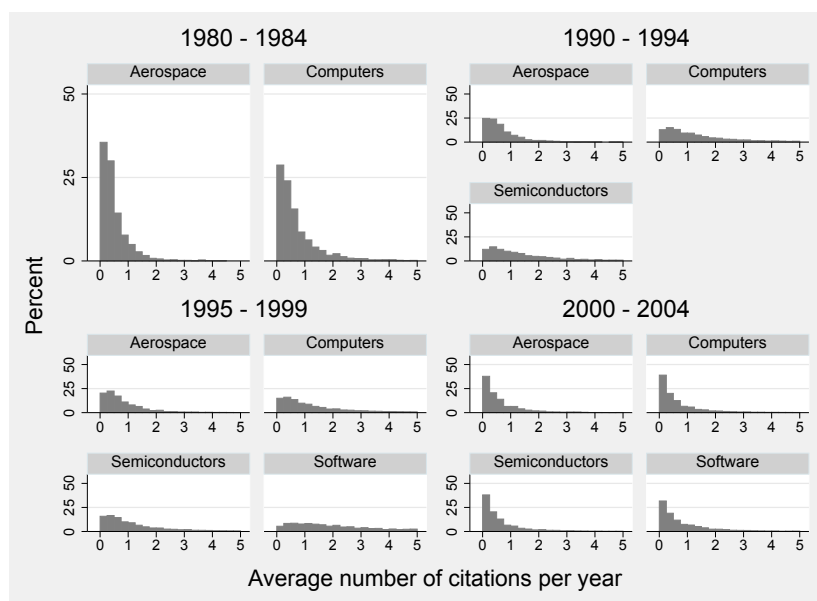 1980 - 1984
Aerospace
Computers
50
25
0
0 1 2 3 4 5
0 1 2 3 4 5
1990 - 1994
Aerospace
Computers
50
25
0
0 1 2 3 4 5
0 1 2 3 4 5
Semiconductors
50
25
0
0 1 2 3 4 5
Percent
1995 - 1999
Aerospace
Computers
50
25
0
0 1 2 3 4 5
0 1 2 3 4 5
Semiconductors
Software
50
25
0
0 1 2 3 4 5
0 1 2 3 4 5
2000 - 2004
Aerospace
Computers
50
25
0
0 1 2 3 4 5
0 1 2 3 4 5
Semiconductors
Software
50
25
0
0 1 2 3 4 5
0 1 2 3 4 5
Average number of citations per year